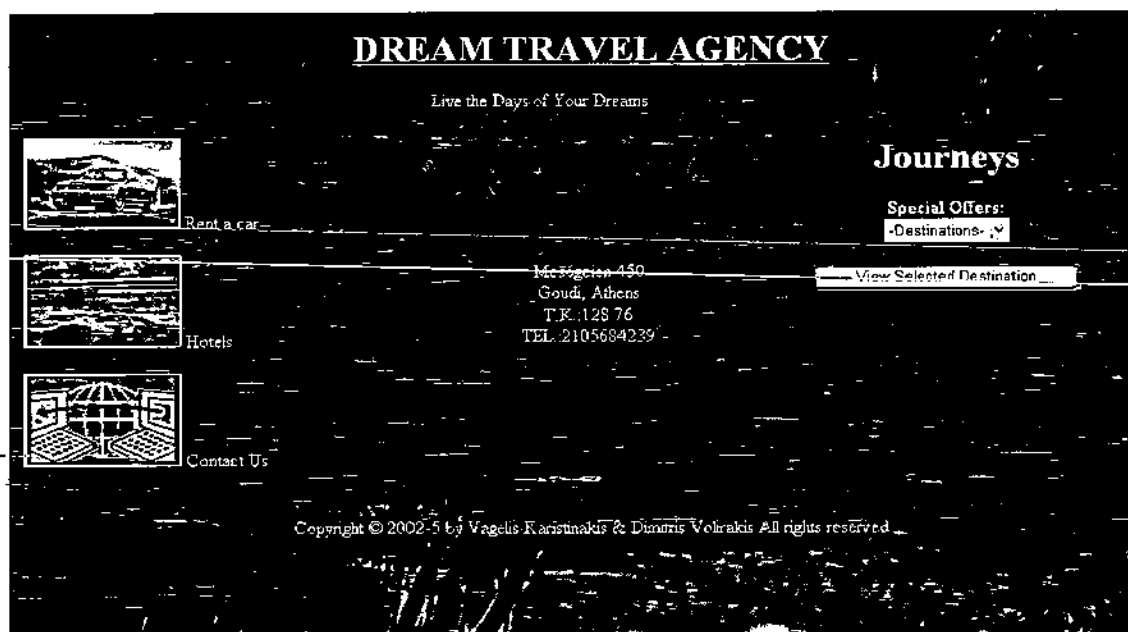 DREAM TRAVEL AGENCY
Live the Days of Your Dreams
Rent a car
Hotels
Contact Us
450
Goudi, Athens
T.K.:128 76
TEL.:2105684239
Journeys
Special Offers:
-Destinations-
View Selected Destination
Copyright © 2002-5 by Vagelis Karistinakis & Dimitris Volirakis All rights reserved